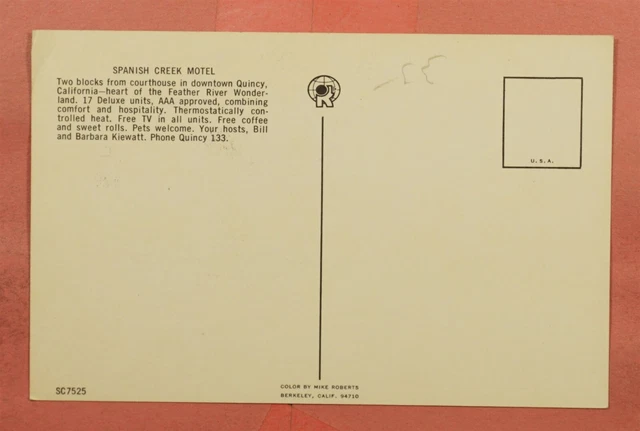 SPANISH CREEK MOTEL
Two blocks from courthouse in downtown Quincy,
California—heart of the Feather River Wonder-
land. 17 Deluxe units, AAA approved, combining
comfort and hospitality. Thermostatically con-
trolled heat. Free TV in all units. Free coffee
and sweet rolls. Pets welcome. Your hosts, Bill
and Barbara Kiewatt. Phone Quincy 133.
U.S.A.
SC7525
COLOR BY MIKE ROBERTS
BERKELEY, CALIF. 94710